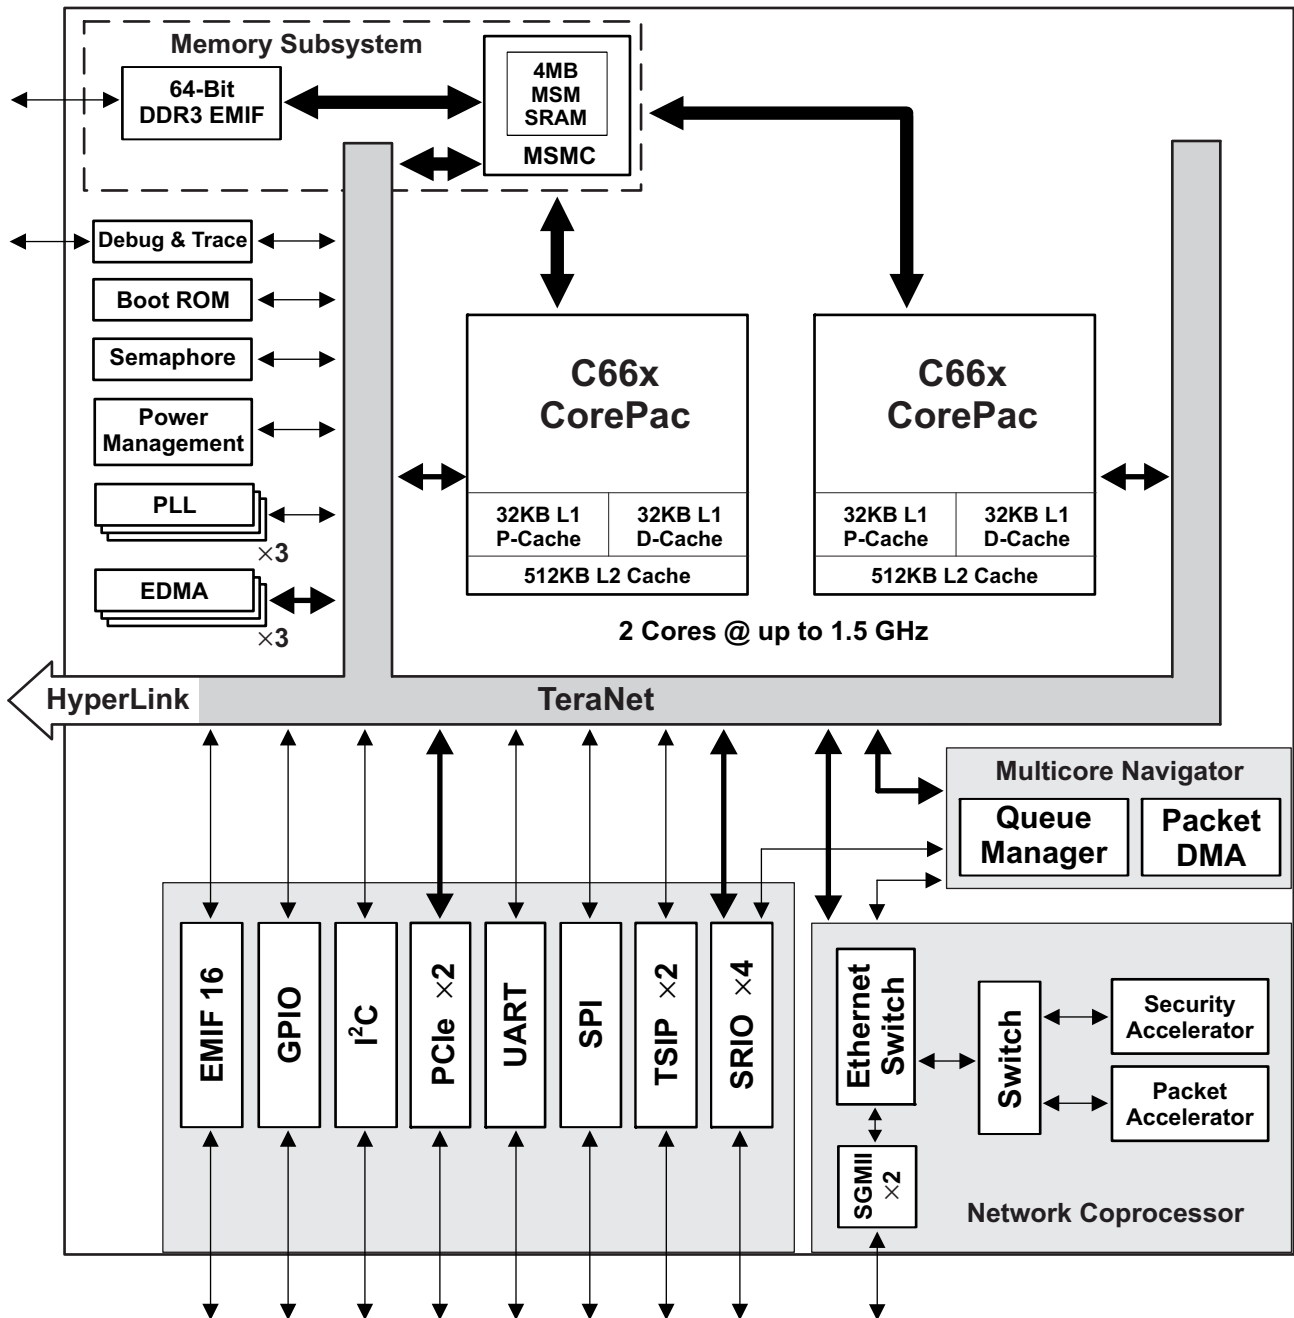 Memory Subsystem
64-Bit
DDR3 EMIF
4MB
MSM
SRAM
MSMC
Debug & Trace
Boot ROM
Semaphore
Power
Management
PLL
×3
EDMA
×3
C66x
CorePac
32KB L1
P-Cache
32KB L1
D-Cache
512KB L2 Cache
C66x
CorePac
32KB L1
P-Cache
32KB L1
D-Cache
512KB L2 Cache
2 Cores @ up to 1.5 GHz
HyperLink
TeraNet
Multicore Navigator
Queue
Manager
Packet
DMA
EMIF 16
GPIO
I²C
PCIe ×2
UART
SPI
TSIP ×2
SRIO ×4
Ethernet
Switch
Switch
Security
Accelerator
Packet
Accelerator
SGMII
×2
Network Coprocessor